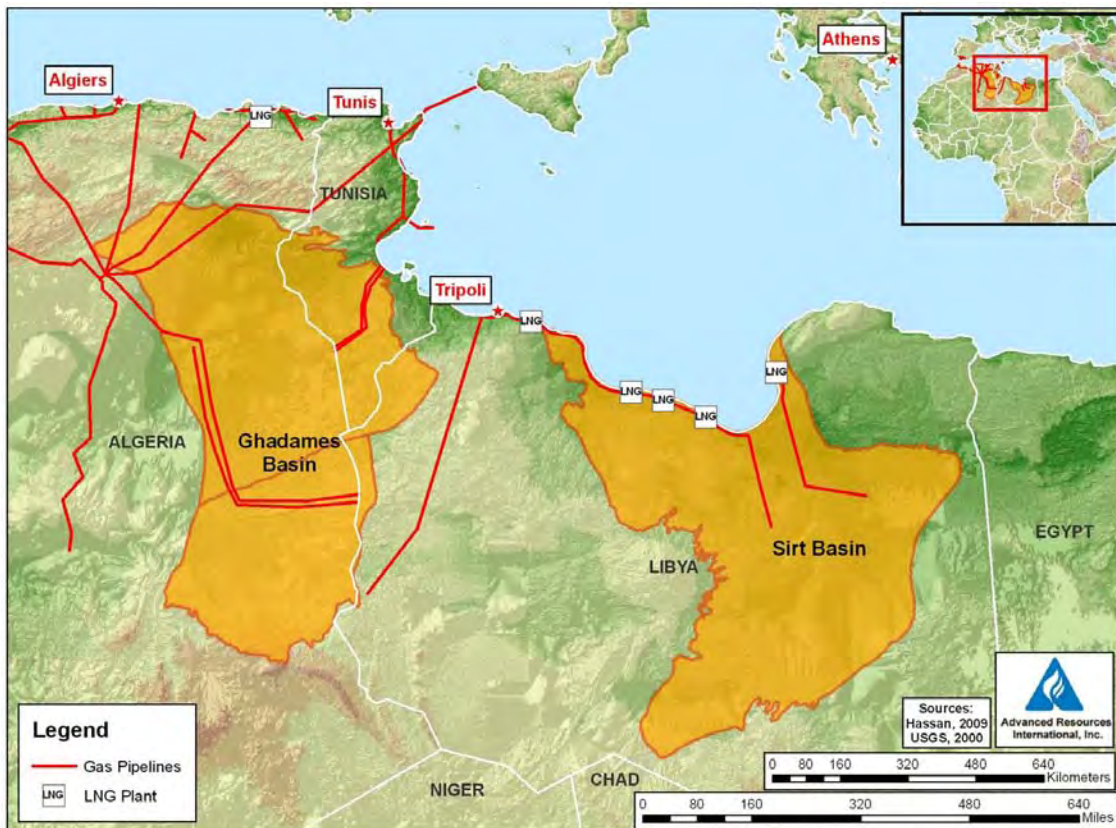 Athens
Algiers
Tunis
LNG
TUNISIA
Tripoli
LNG
LNG
LNG
LNG
LNG
ALGERIA
Ghadames
Basin
Sirt Basin
LIBYA
EGYPT
Legend
Gas Pipelines
LNG LNG Plant
NIGER
CHAD
Sources:
Hassan, 2009
USGS, 2000
Advanced Resources
International, Inc.
0 80 160 320 480 640
Kilometers
0 80 160 320 480 640
Miles